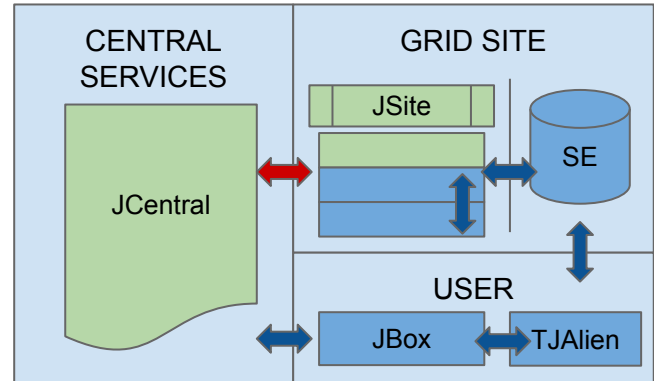 CENTRAL
SERVICES
JCentral
GRID SITE
JSite
SE
USER
JBox
TJAlien